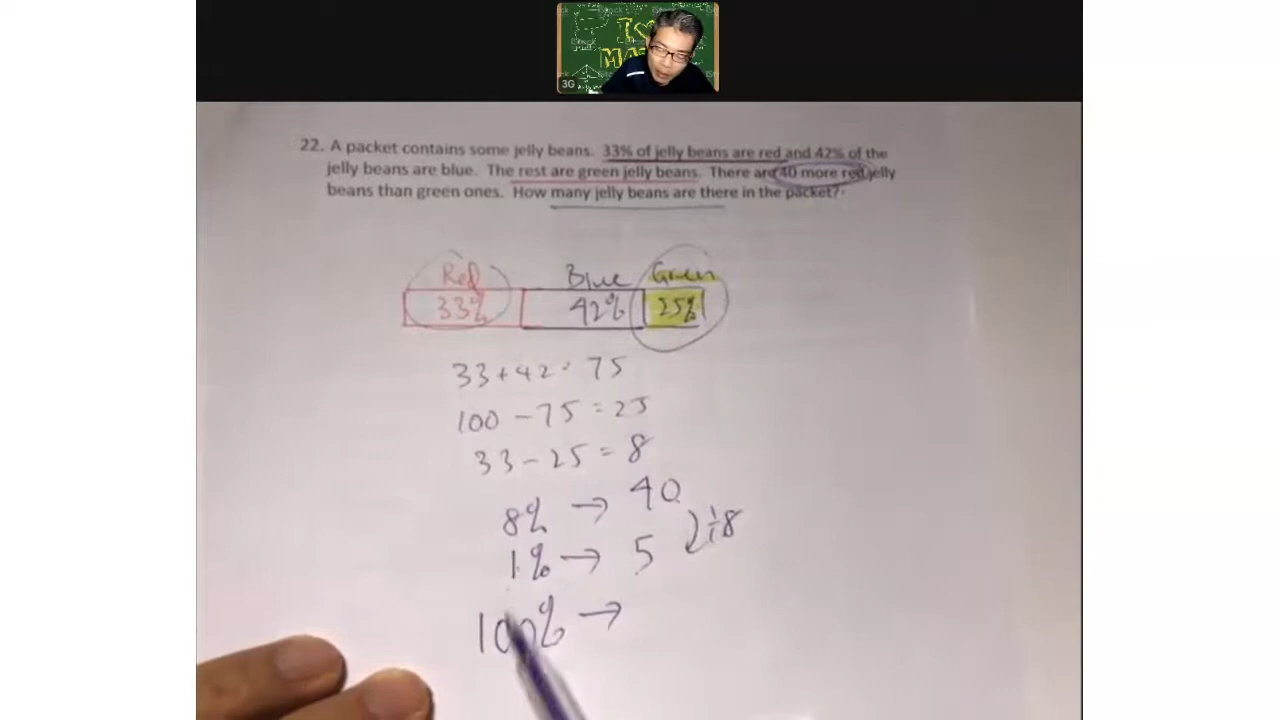 I
MA
3G
22. A packet contains some jelly beans. 33% of jelly beans are red and 42% of the
jelly beans are blue. The rest are green jelly beans. There are 40 more red jelly
beans than green ones. How many jelly beans are there in the packet?
Red Blue Green
33% 42% 25%
33+42=75
100-75=25
33-25=8
8% → 40
÷8
1% → 5
100% →